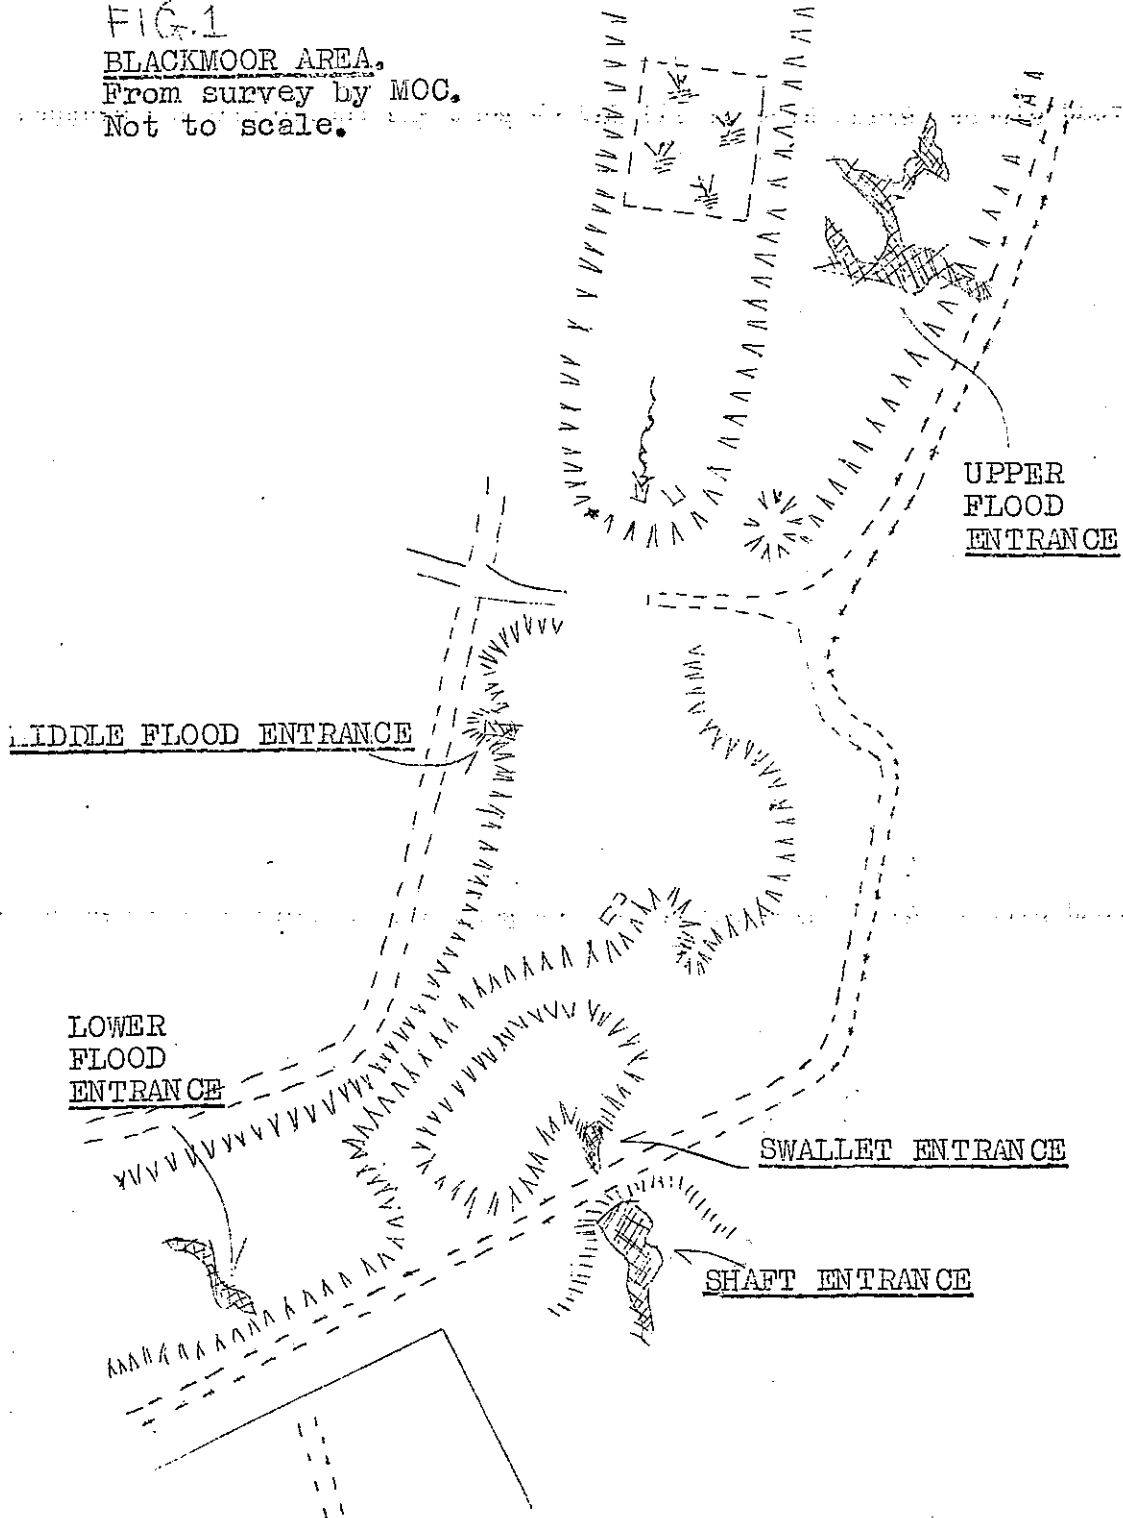 FIG.1
BLACKMOOR AREA.
From survey by MOC.
Not to scale.
UPPER
FLOOD
ENTRANCE
MIDDLE FLOOD ENTRANCE
LOWER
FLOOD
ENTRANCE
SWALLET ENTRANCE
SHAFT ENTRANCE